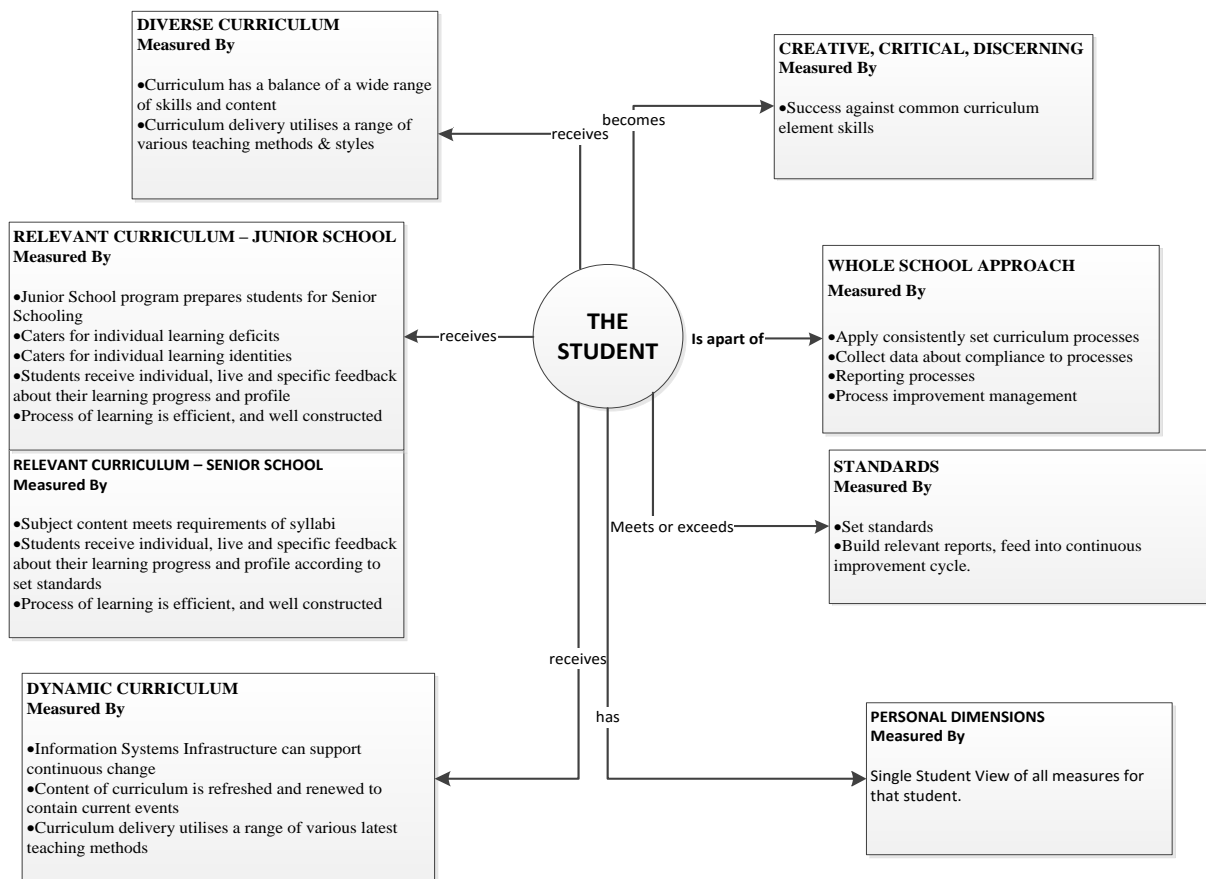 DIVERSE CURRICULUM
Measured By
•Curriculum has a balance of a wide range
of skills and content
•Curriculum delivery utilises a range of
various teaching methods & styles
receives
becomes
CREATIVE, CRITICAL, DISCERNING
Measured By
•Success against common curriculum
element skills
RELEVANT CURRICULUM – JUNIOR SCHOOL
Measured By
•Junior School program prepares students for Senior
Schooling
•Caters for individual learning deficits
•Caters for individual learning identities
•Students receive individual, live and specific feedback
about their learning progress and profile
•Process of learning is efficient, and well constructed
receives
THE
STUDENT
Is apart of
WHOLE SCHOOL APPROACH
Measured By
•Apply consistently set curriculum processes
•Collect data about compliance to processes
•Reporting processes
•Process improvement management
RELEVANT CURRICULUM – SENIOR SCHOOL
Measured By
•Subject content meets requirements of syllabi
•Students receive individual, live and specific feedback
about their learning progress and profile according to
set standards
•Process of learning is efficient, and well constructed
Meets or exceeds
STANDARDS
Measured By
•Set standards
•Build relevant reports, feed into continuous
improvement cycle.
receives
DYNAMIC CURRICULUM
Measured By
•Information Systems Infrastructure can support
continuous change
•Content of curriculum is refreshed and renewed to
contain current events
•Curriculum delivery utilises a range of various latest
teaching methods
has
PERSONAL DIMENSIONS
Measured By
Single Student View of all measures for
that student.